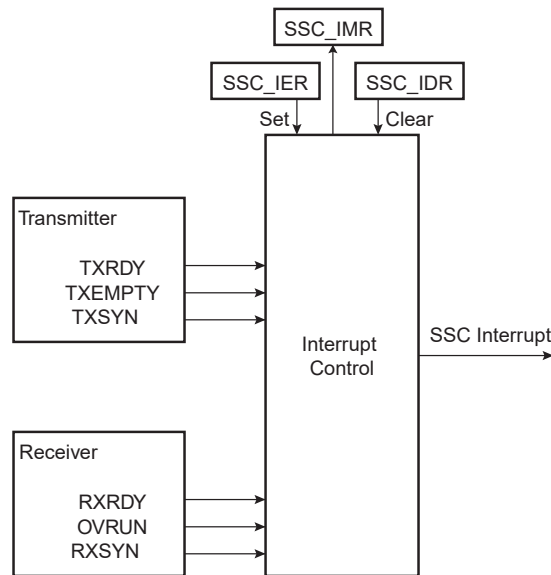 SSC_IMR
SSC_IER
SSC_IDR
Set
Clear
Transmitter
TXRDY
TXEMPTY
TXSYN
Interrupt
Control
SSC Interrupt
Receiver
RXRDY
OVRUN
RXSYN